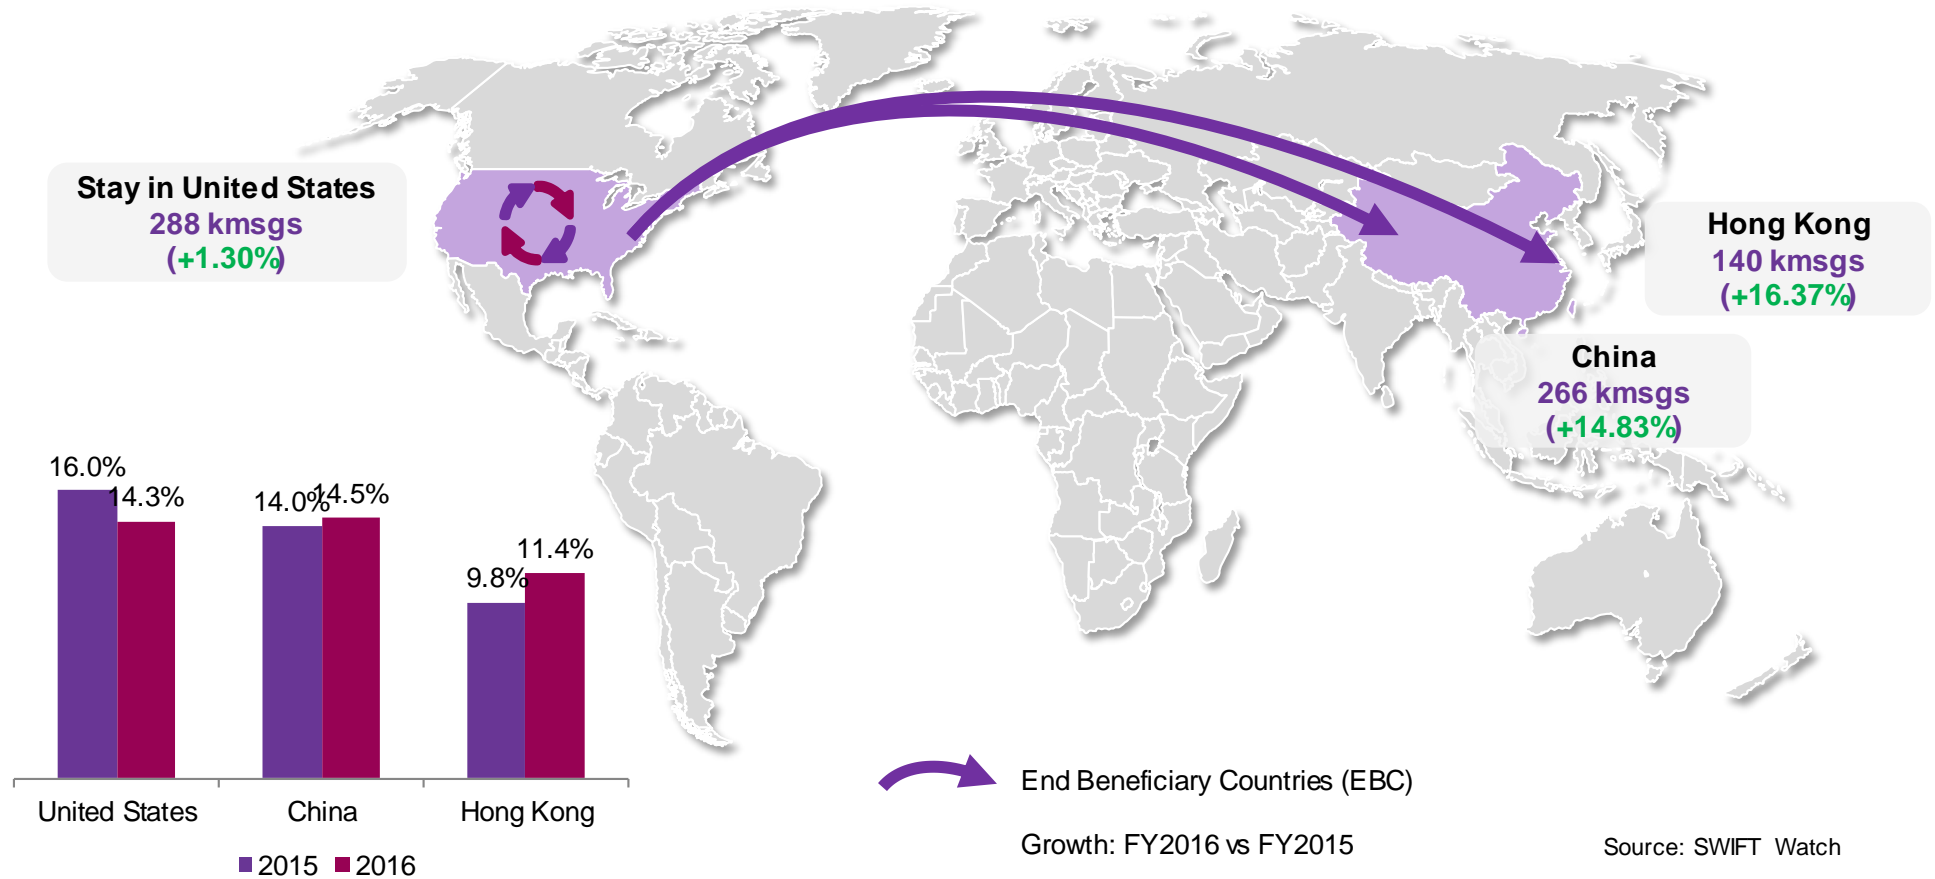 Stay in United States
288 kmsgs
(+1.30%)
Hong Kong
140 kmsgs
(+16.37%)
China
266 kmsgs
(+14.83%)
16.0%
14.3%
14.0%
14.5%
9.8%
11.4%
United States
China
Hong Kong
2015
2016
End Beneficiary Countries (EBC)
Growth: FY2016 vs FY2015
Source: SWIFT Watch